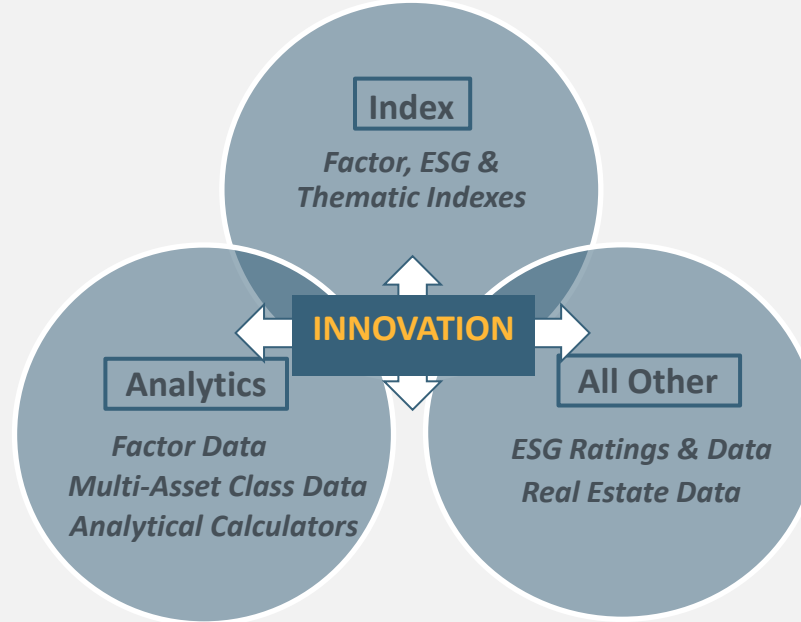 Index
Factor, ESG &
Thematic Indexes
INNOVATION
Analytics
Factor Data
Multi-Asset Class Data
Analytical Calculators
All Other
ESG Ratings & Data
Real Estate Data